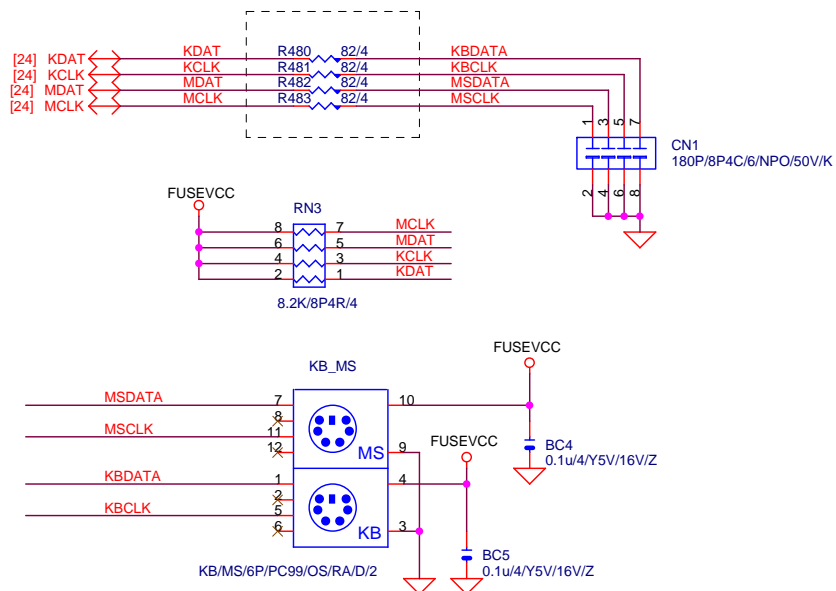 [24] KDAT KDAT R480 82/4 KBDATA
[24] KCLK KCLK R481 82/4 KBCLK
[24] MDAT MDAT R482 82/4 MSDATA
[24] MCLK MCLK R483 82/4 MSCLK
1 3 5 7
CN1
180P/8P4C/6/NPO/50V/K
2 4 6 8
FUSEVCC
RN3
8 7 MCLK
6 5 MDAT
4 3 KCLK
2 1 KDAT
8.2K/8P4R/4
FUSEVCC
KB_MS
MSDATA 7 10
8
MSCLK 11
FUSEVCC
12 MS 9
BC4
0.1u/4/Y5V/16V/Z
KBDATA 1 4
2
KBCLK 5
6 KB 3
BC5
KB/MS/6P/PC99/OS/RA/D/2
0.1u/4/Y5V/16V/Z